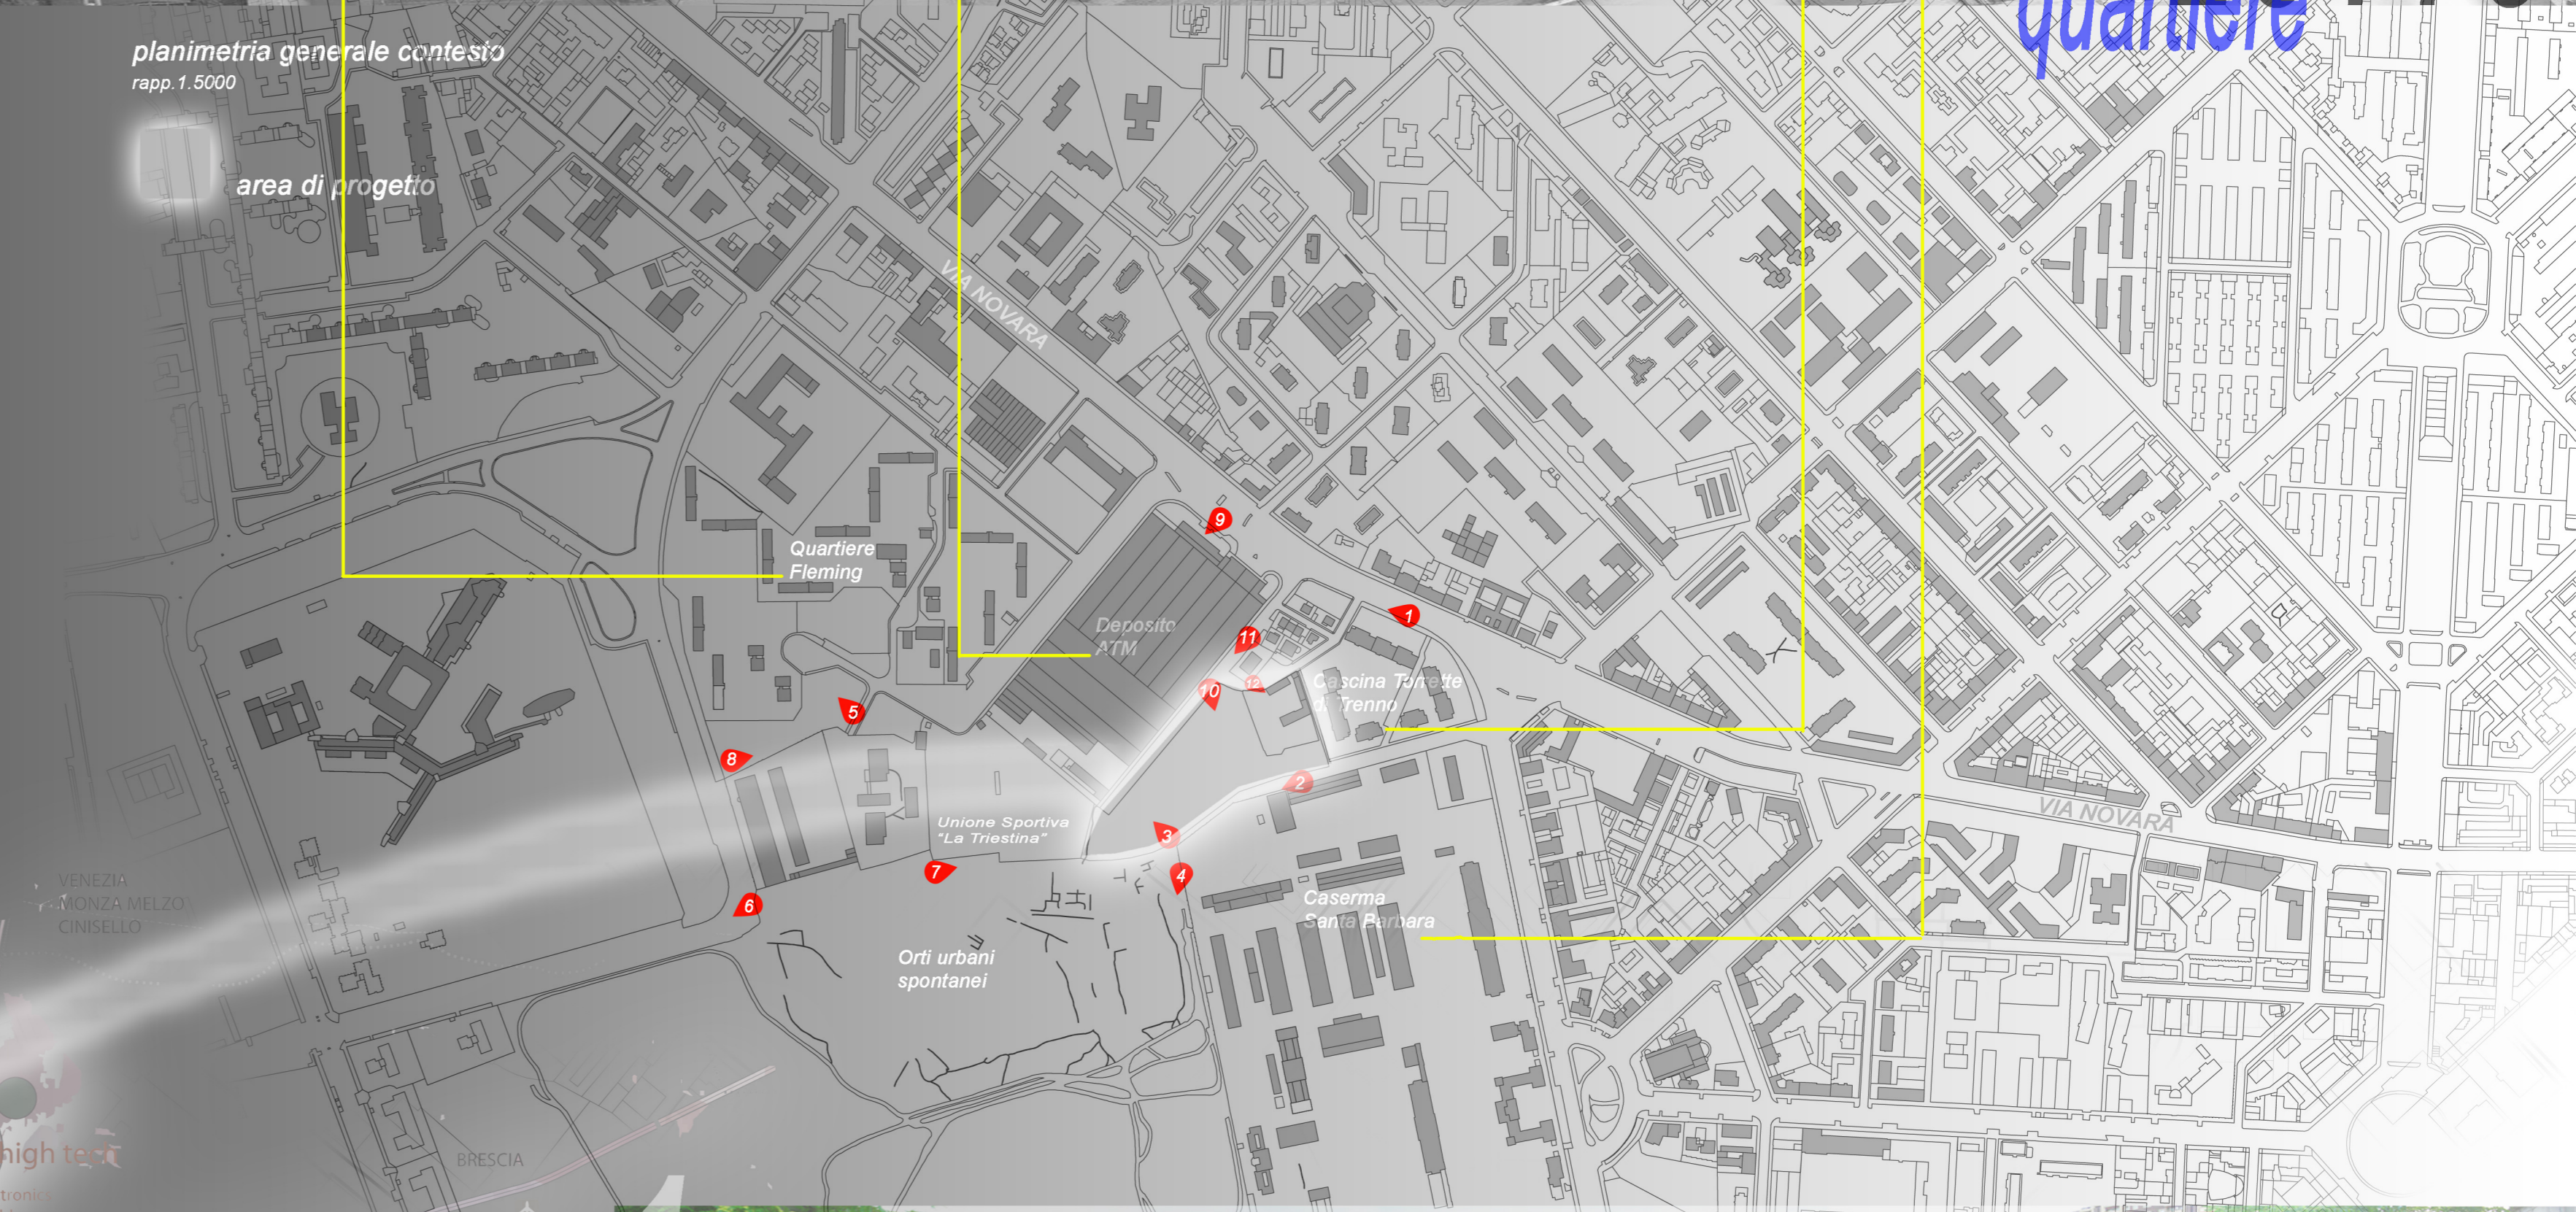 quartiere
planimetria generale contesto
rapp.1.5000
area di progetto
VIA NOVARA
9
Quartiere
Fleming
1
Deposito
ATM
11
10
12
Cascina Torrette
di Trenno
5
8
2
Unione Sportiva
"La Triestina"
3
VIA NOVARA
7
4
VENEZIA
MONZA MELZO
CINISELLO
6
Caserma
Santa Barbara
Orti urbani
spontanei
high tech
BRESCIA
tronics